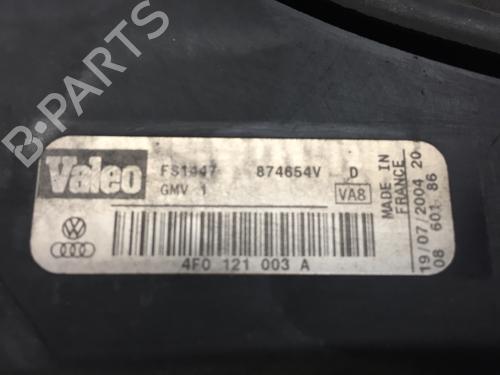 B-PARTS
Valeo
FS1447 874654V D
GMV 1 VA8
4F0 121 003 A
MADE IN
FRANCE
19/07/2004 20
08 601 86